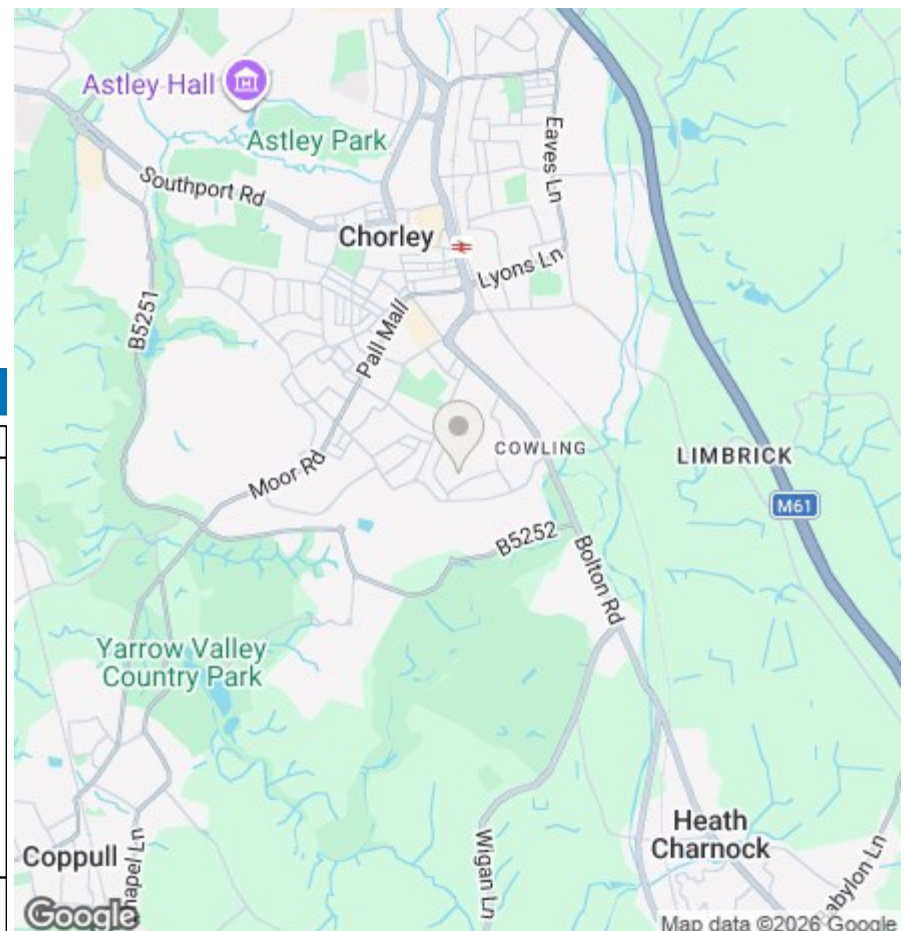 Astley Hall
Astley Park
Eaves Ln
Southport Rd
Chorley
Lyons Ln
B5251
Pall Mall
COWLING
LIMBRICK
Moor Rd
M61
B5252
Bolton Rd
Yarrow Valley
Country Park
Heath
Charnock
Wigan Ln
Coppull
Chapel Ln
Babylon Ln
Google
Map data ©2026 Google